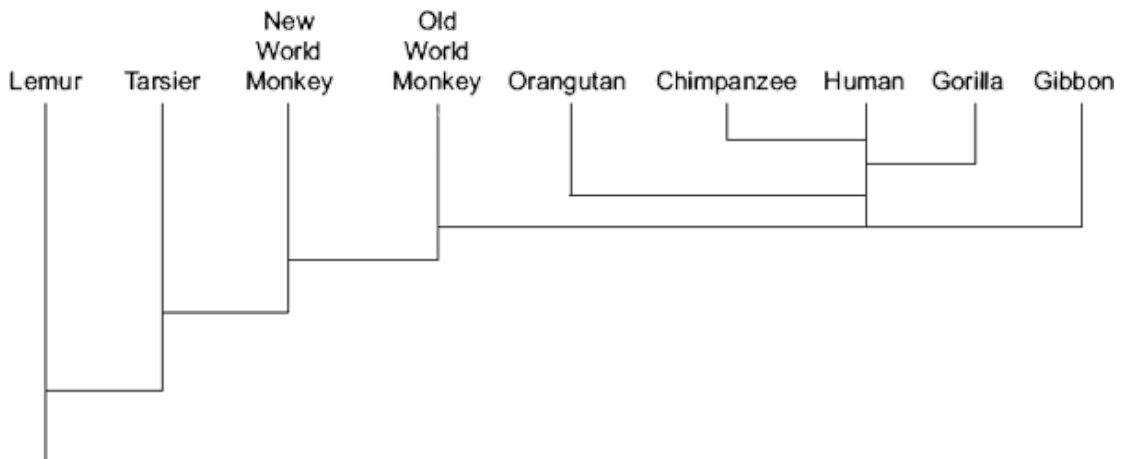 New
World
Monkey
Old
World
Monkey
Lemur
Tarsier
Orangutan
Chimpanzee
Human
Gorilla
Gibbon